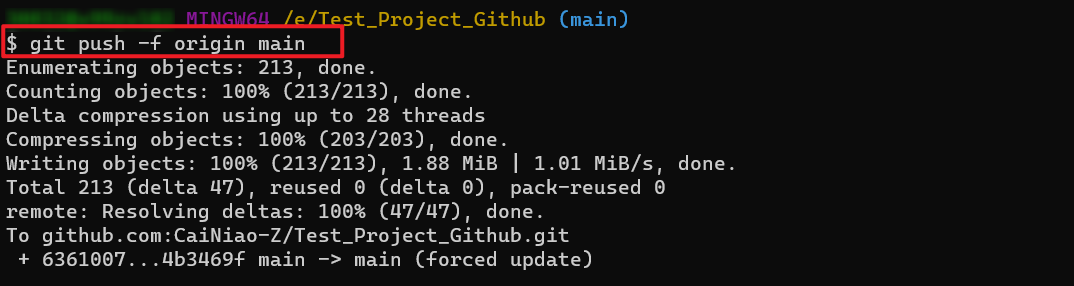 MINGW64 /e/Test_Project_Github (main)
$ git push -f origin main
Enumerating objects: 213, done.
Counting objects: 100% (213/213), done.
Delta compression using up to 28 threads
Compressing objects: 100% (203/203), done.
Writing objects: 100% (213/213), 1.88 MiB | 1.01 MiB/s, done.
Total 213 (delta 47), reused 0 (delta 0), pack-reused 0
remote: Resolving deltas: 100% (47/47), done.
To github.com:CaiNiao-Z/Test_Project_Github.git
 + 6361007...4b3469f main -> main (forced update)